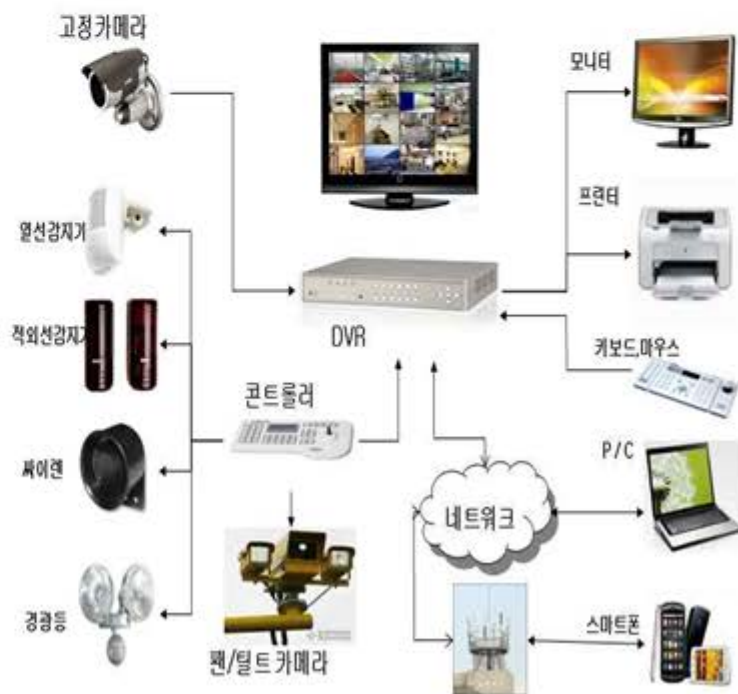 고정카메라
모니터
열선감지기
프린터
적외선감지기
DVR
키보드,마우스
콘트롤러
싸이렌
P / C
네트워크
경광등
팬/틸트 카메라
스마트폰